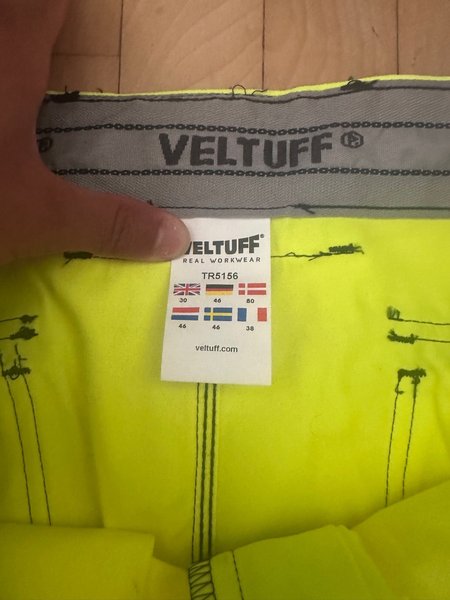 VELTUFF®
VELTUFF®
REAL WORKWEAR
TR5156
30 46 80
46 46 38
veltuff.com